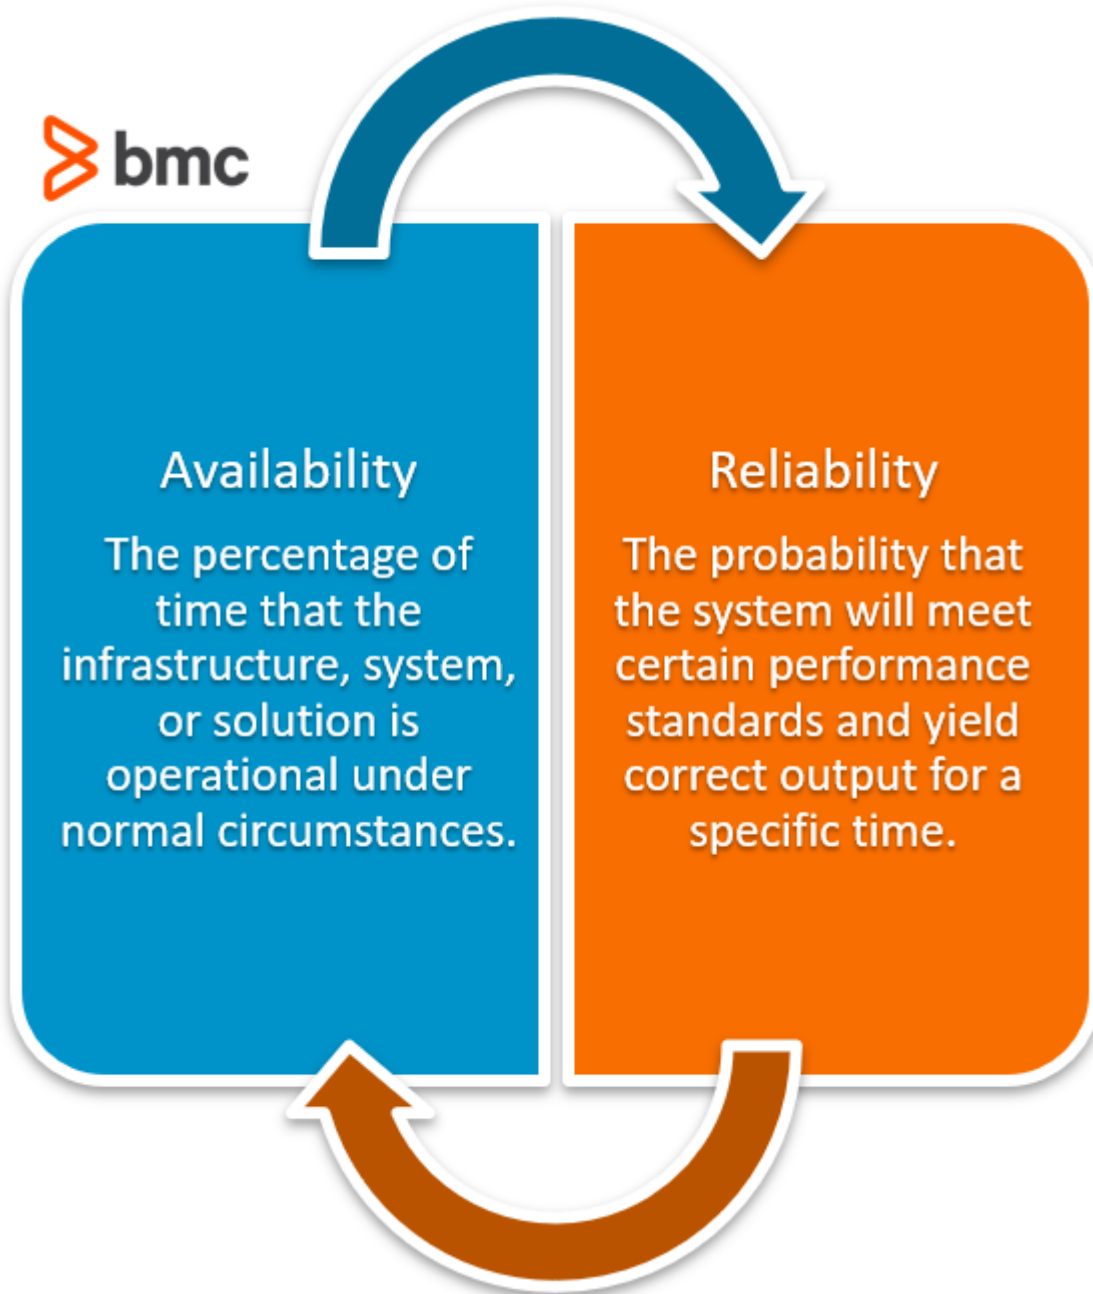 bmc
Availability
The percentage of
time that the
infrastructure, system,
or solution is
operational under
normal circumstances.
Reliability
The probability that
the system will meet
certain performance
standards and yield
correct output for a
specific time.